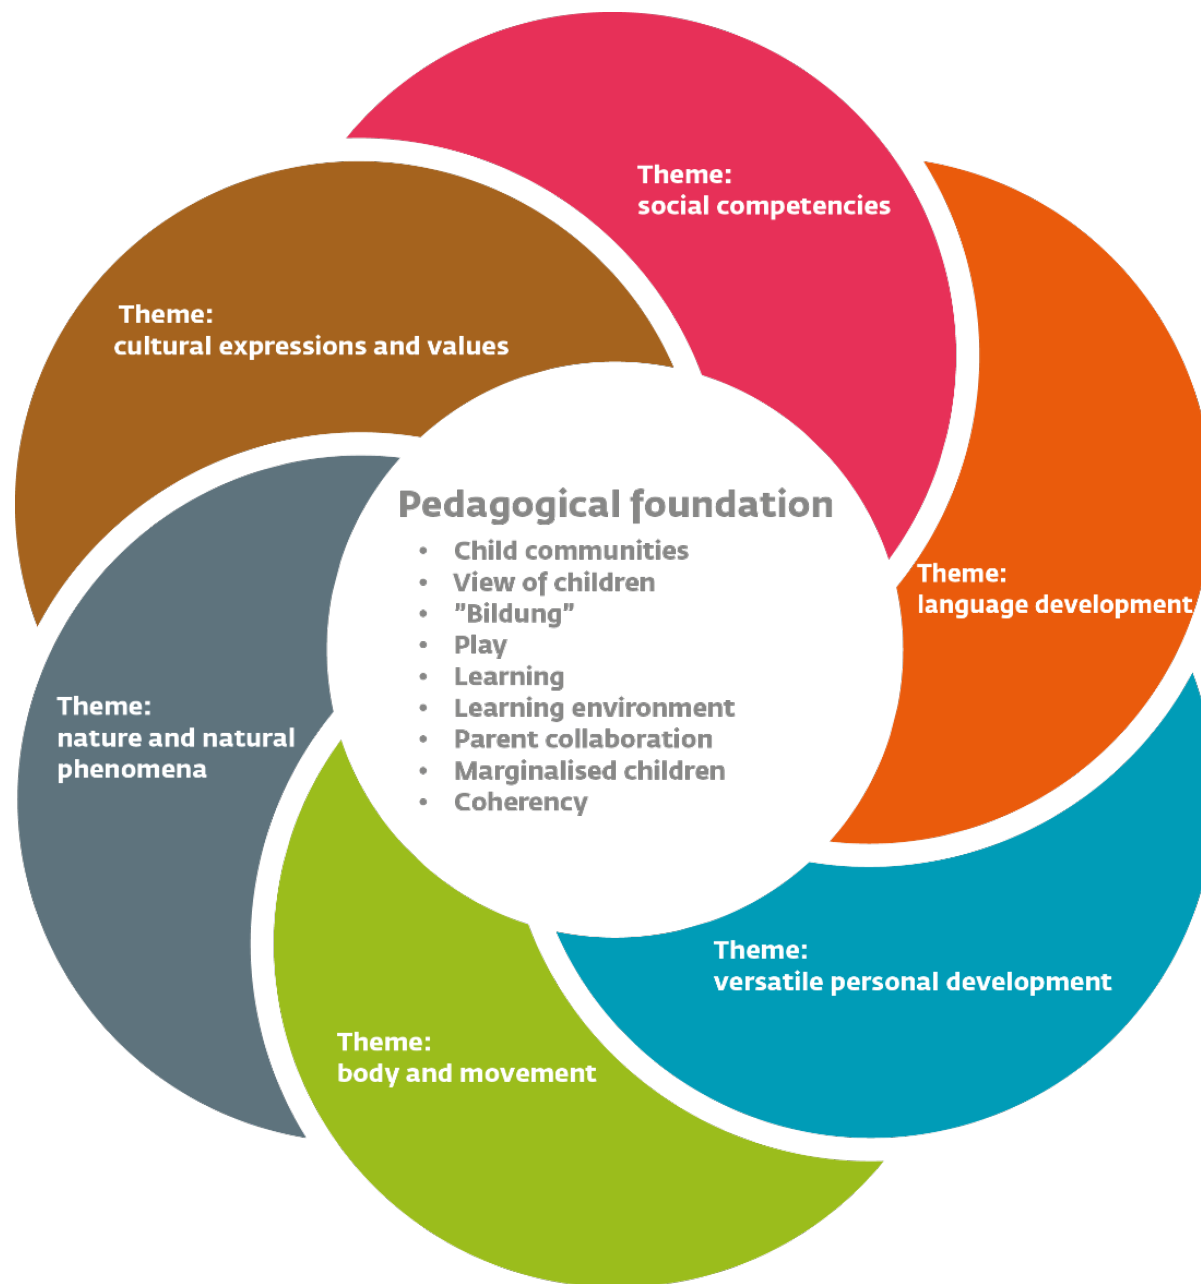 Theme:
social competencies
Theme:
cultural expressions and values
Pedagogical foundation
• Child communities
• View of children
• ”Bildung”
• Play
• Learning
• Learning environment
• Parent collaboration
• Marginalised children
• Coherency
Theme:
language development
Theme:
nature and natural
phenomena
Theme:
versatile personal development
Theme:
body and movement